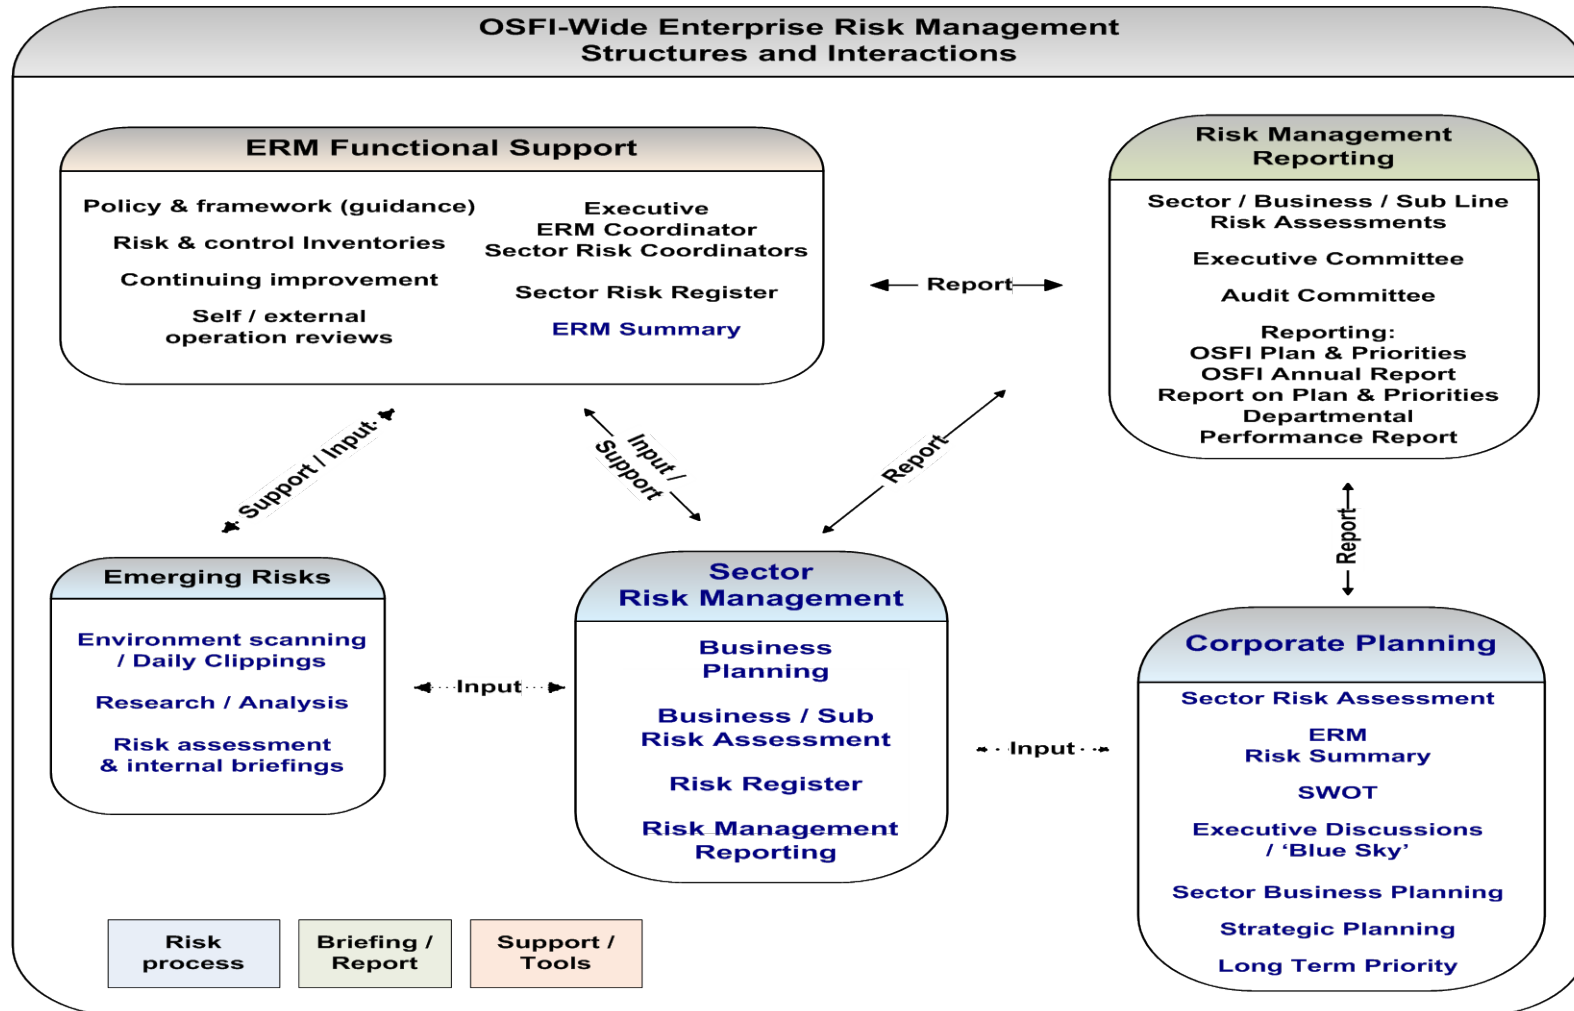 OSFI-Wide Enterprise Risk Management
Structures and Interactions
ERM Functional Support
Policy & framework (guidance)
Risk & control Inventories
Continuing improvement
Self / external
operation reviews
Executive
ERM Coordinator
Sector Risk Coordinators
Sector Risk Register
ERM Summary
Report
Risk Management
Reporting
Sector / Business / Sub Line
Risk Assessments
Executive Committee
Audit Committee
Reporting:
OSFI Plan & Priorities
OSFI Annual Report
Report on Plan & Priorities
Departmental
Performance Report
Support / Input
Input /
Support
Report
Report
Emerging Risks
Environment scanning
/ Daily Clippings
Research / Analysis
Risk assessment
& internal briefings
Input
Sector
Risk Management
Business
Planning
Business / Sub
Risk Assessment
Risk Register
Risk Management
Reporting
Input
Corporate Planning
Sector Risk Assessment
ERM
Risk Summary
SWOT
Executive Discussions
/ ‘Blue Sky’
Sector Business Planning
Strategic Planning
Long Term Priority
Risk
process
Briefing /
Report
Support /
Tools